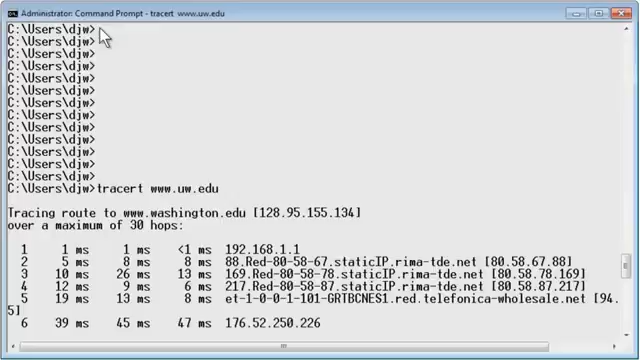 Administrator: Command Prompt - tracert www.uw.edu
C:\Users\djw>
C:\Users\djw>
C:\Users\djw>
C:\Users\djw>
C:\Users\djw>
C:\Users\djw>
C:\Users\djw>
C:\Users\djw>
C:\Users\djw>
C:\Users\djw>
C:\Users\djw>
C:\Users\djw>
C:\Users\djw>
C:\Users\djw>tracert www.uw.edu
Tracing route to www.washington.edu [128.95.155.134]
over a maximum of 30 hops:
1 1 ms 1 ms <1 ms 192.168.1.1
2 5 ms 8 ms 8 ms 88.Red-80-58-67.staticIP.rima-tde.net [80.58.67.88]
3 10 ms 26 ms 13 ms 169.Red-80-58-78.staticIP.rima-tde.net [80.58.78.169]
4 12 ms 9 ms 6 ms 217.Red-80-58-87.staticIP.rima-tde.net [80.58.87.217]
5 19 ms 13 ms 8 ms et-1-0-0-1-101-GRTBCNES1.red.telefonica-wholesale.net [94.
5]
6 39 ms 45 ms 47 ms 176.52.250.226